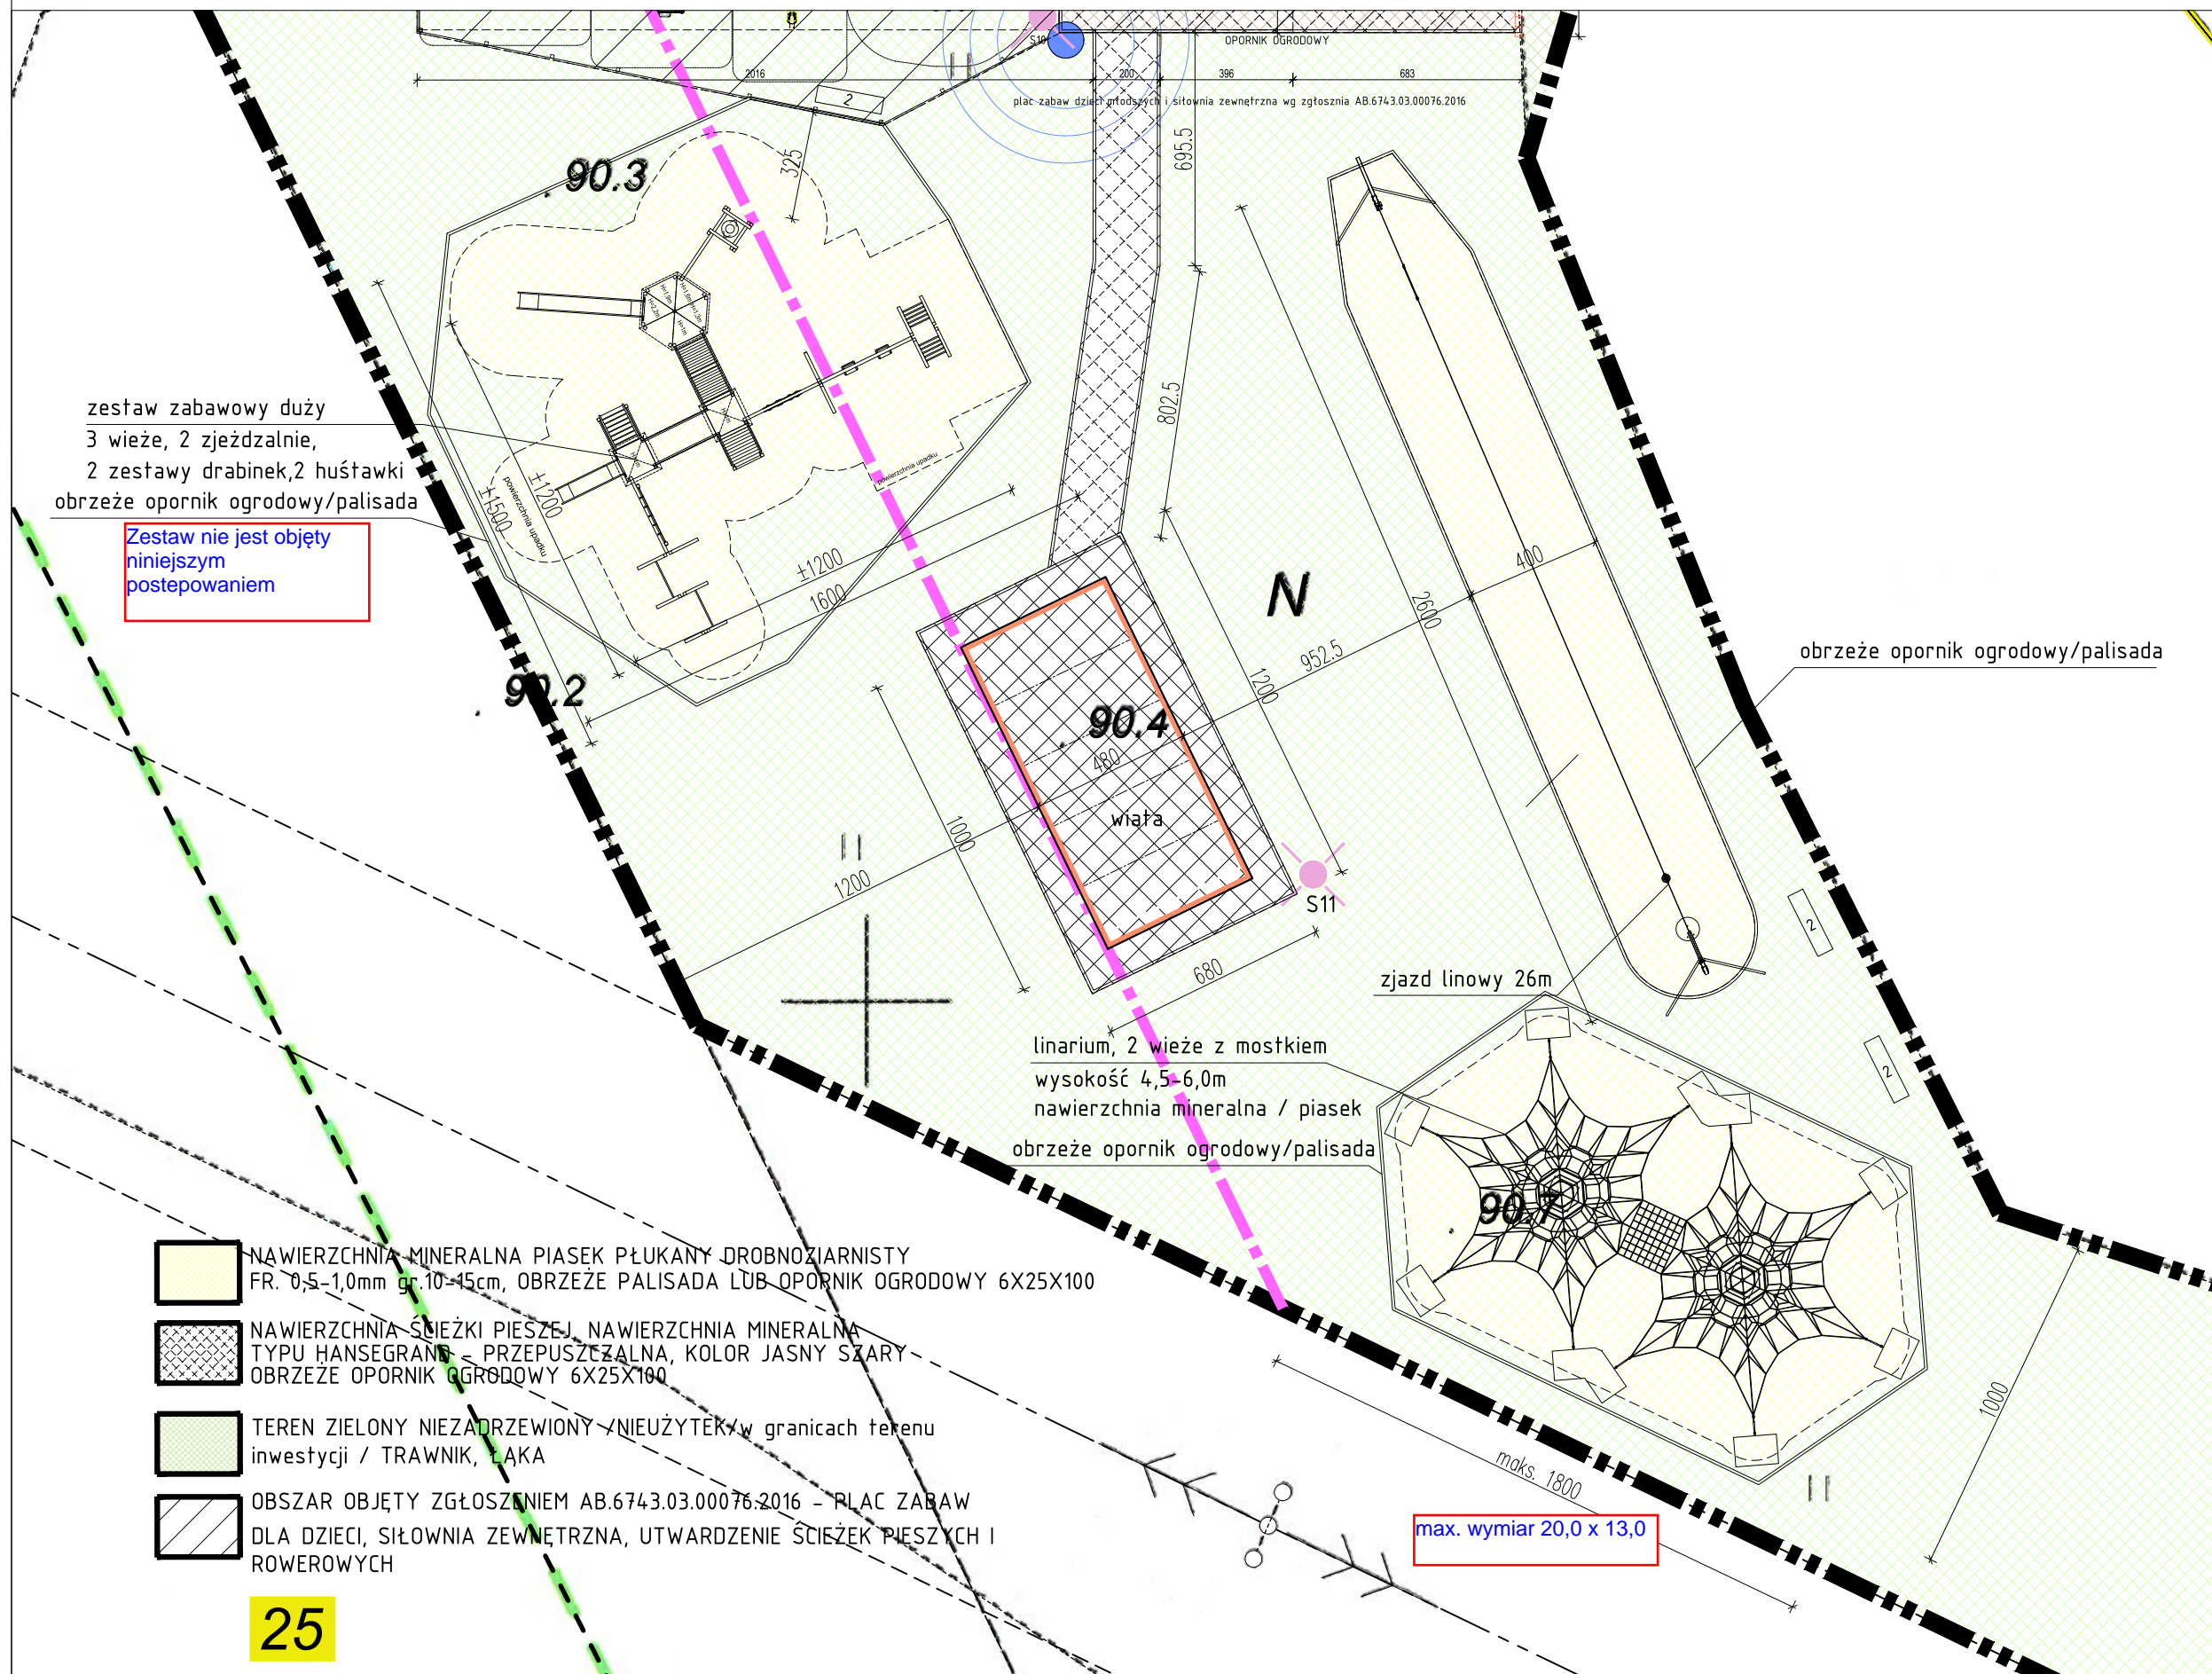 S10
OPORNIK OGRODOWY
2016
200
396
683
2
plac zabaw dzieci młodszych i siłownia zewnętrzna wg zgłosznia AB.6743.03.00076.2016
90.3
325
695.5
802.5
zestaw zabawowy duży
3 wieże, 2 zjeżdzalnie,
2 zestawy drabinek,2 huśtawki
obrzeże opornik ogrodowy/palisada
Zestaw nie jest objęty
niniejszym
postepowaniem
±1500
±1200
powierzchnia upadku
powierzchnia upadku
±1200
1600
90.2
N
400
2600
952.5
1200
obrzeże opornik ogrodowy/palisada
90.4
480
wiata
1000
1200
S11
680
2
2
zjazd linowy 26m
linarium, 2 wieże z mostkiem
wysokość 4,5-6,0m
nawierzchnia mineralna / piasek
obrzeże opornik ogrodowy/palisada
90.7
1000
maks. 1800
max. wymiar 20,0 x 13,0
NAWIERZCHNIA MINERALNA PIASEK PŁUKANY DROBNOZIARNISTY
FR. 0,5-1,0mm gr.10-15cm, OBRZEŻE PALISADA LUB OPORNIK OGRODOWY 6X25X100
NAWIERZCHNIA ŚCIEŻKI PIESZEJ, NAWIERZCHNIA MINERALNA
TYPU HANSEGRAND - PRZEPUSZCZALNA, KOLOR JASNY SZARY
OBRZEŻE OPORNIK OGRODOWY 6X25X100
TEREN ZIELONY NIEZADRZEWIONY /NIEUŻYTEK/w granicach terenu
inwestycji / TRAWNIK, ŁĄKA
OBSZAR OBJĘTY ZGŁOSZENIEM AB.6743.03.00076.2016 - PLAC ZABAW
DLA DZIECI, SIŁOWNIA ZEWNĘTRZNA, UTWARDZENIE ŚCIEŻEK PIESZYCH I
ROWEROWYCH
25